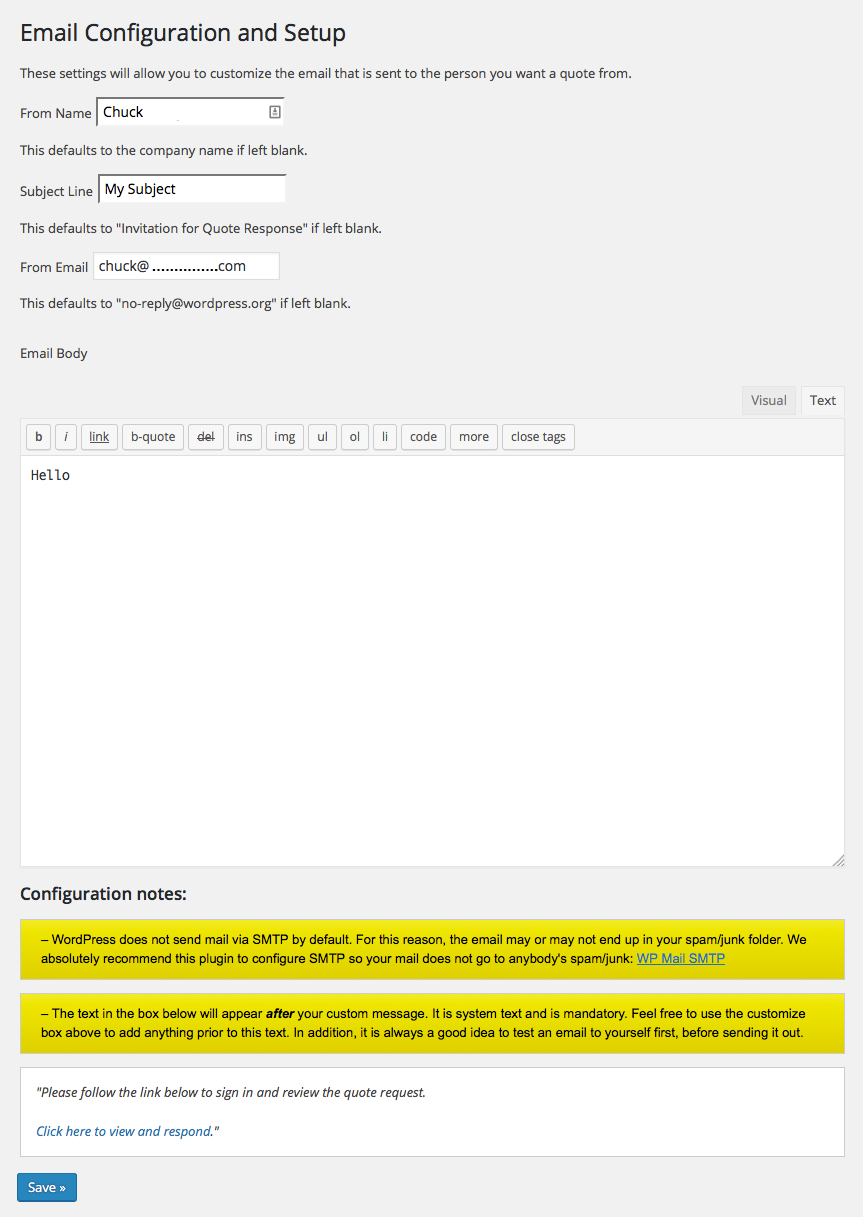 Email Configuration and Setup
These settings will allow you to customize the email that is sent to the person you want a quote from.
From Name Chuck
This defaults to the company name if left blank.
Subject Line My Subject
This defaults to "Invitation for Quote Response" if left blank.
From Email chuck@ ...............com
This defaults to "no-reply@wordpress.org" if left blank.
Email Body
Visual Text
b i link b-quote del ins img ul ol li code more close tags
Hello
Configuration notes:
– WordPress does not send mail via SMTP by default. For this reason, the email may or may not end up in your spam/junk folder. We
absolutely recommend this plugin to configure SMTP so your mail does not go to anybody's spam/junk: WP Mail SMTP
– The text in the box below will appear after your custom message. It is system text and is mandatory. Feel free to use the customize
box above to add anything prior to this text. In addition, it is always a good idea to test an email to yourself first, before sending it out.
"Please follow the link below to sign in and review the quote request.
Click here to view and respond."
Save »